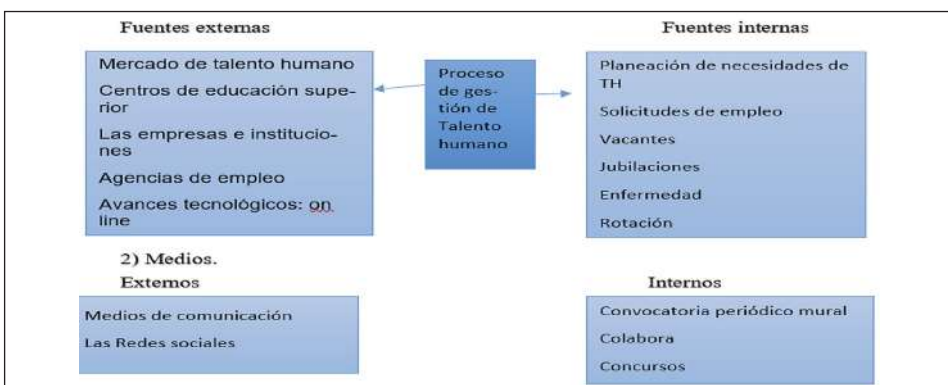 Fuentes externas
Mercado de talento humano
Centros de educación supe-
rior
Las empresas e institucio-
nes
Agencias de empleo
Avances tecnológicos: on
line
Proceso
de ges-
tión de
Talento
humano
Fuentes internas
Planeación de necesidades de
TH
Solicitudes de empleo
Vacantes
Jubilaciones
Enfermedad
Rotación
2) Medios.
Externos
Medios de comunicación
Las Redes sociales
Internos
Convocatoria periódico mural
Colabora
Concursos